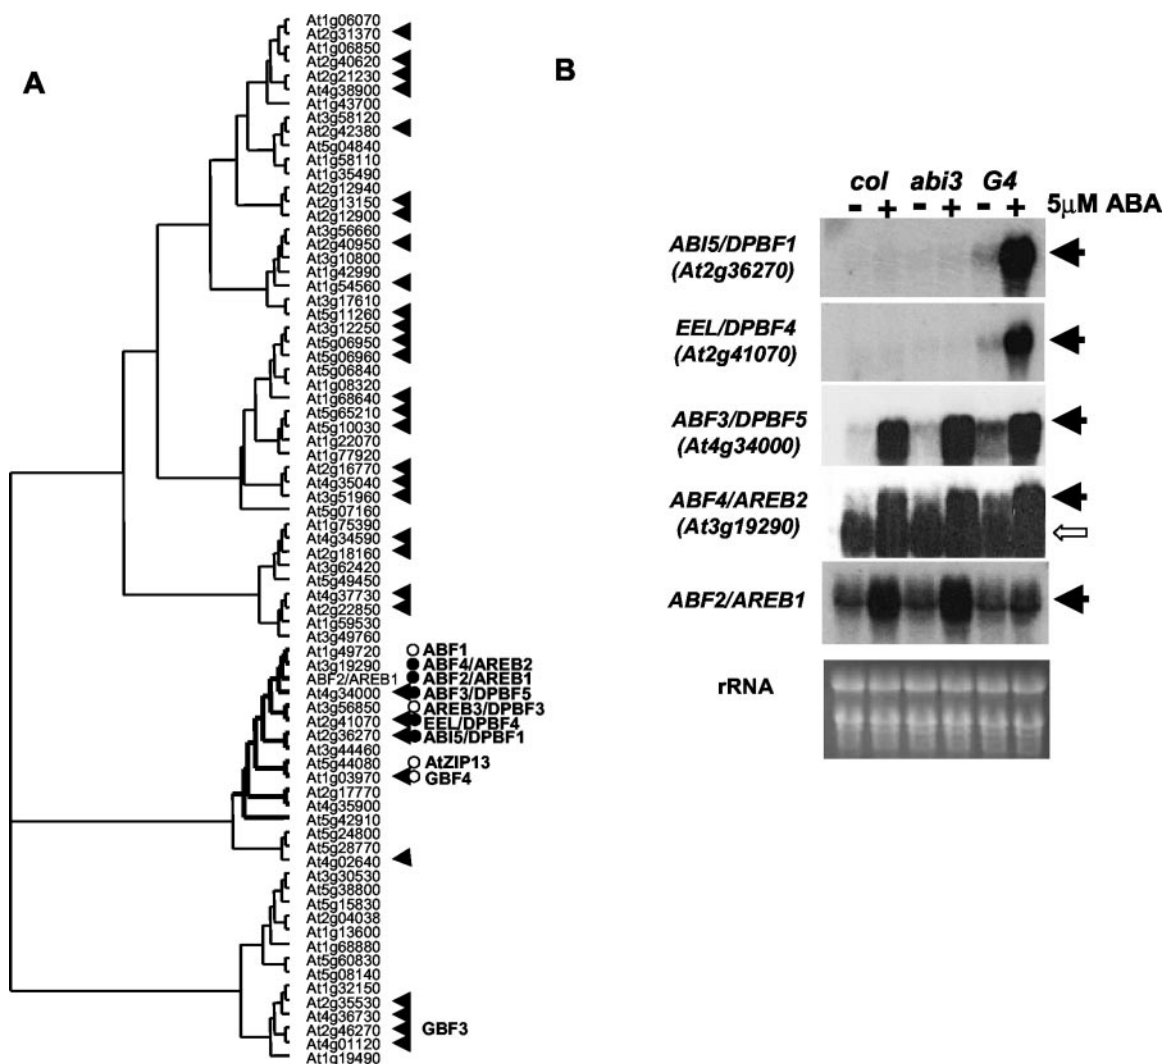 A
At1g06070
At2g31370
At1g06850
At2g40620
At2g21230
At4g38900
At1g43700
At3g58120
At2g42380
At5g04840
At1g58110
At1g35490
At2g12940
At2g13150
At2g12900
At3g56660
At2g40950
At3g10800
At1g42990
At1g54560
At3g17610
At5g11260
At3g12250
At5g06950
At5g06960
At5g06840
At1g08320
At1g68640
At5g65210
At5g10030
At1g22070
At1g77920
At2g16770
At4g35040
At3g51960
At5g07160
At1g75390
At4g34590
At2g18160
At3g62420
At5g49450
At4g37730
At2g22850
At1g59530
At3g49760
At1g49720 ABF1
At3g19290 ABF4/AREB2
ABF2/AREB1 ABF2/AREB1
At4g34000 ABF3/DPBF5
At3g56850 AREB3/DPBF3
At2g41070 EEL/DPBF4
At2g36270 ABI5/DPBF1
At3g44460
At5g44080 AtZIP13
At1g03970 GBF4
At2g17770
At4g35900
At5g42910
At5g24800
At5g28770
At4g02640
At3g30530
At5g38800
At5g15830
At2g04038
At1g13600
At1g68880
At5g60830
At5g08140
At1g32150
At2g35530
At4g36730
At2g46270 GBF3
At4g01120
At1g19490
B
col abi3 G4
- + - + - + 5μM ABA
ABI5/DPBF1
(At2g36270)
EEL/DPBF4
(At2g41070)
ABF3/DPBF5
(At4g34000)
ABF4/AREB2
(At3g19290)
ABF2/AREB1
rRNA